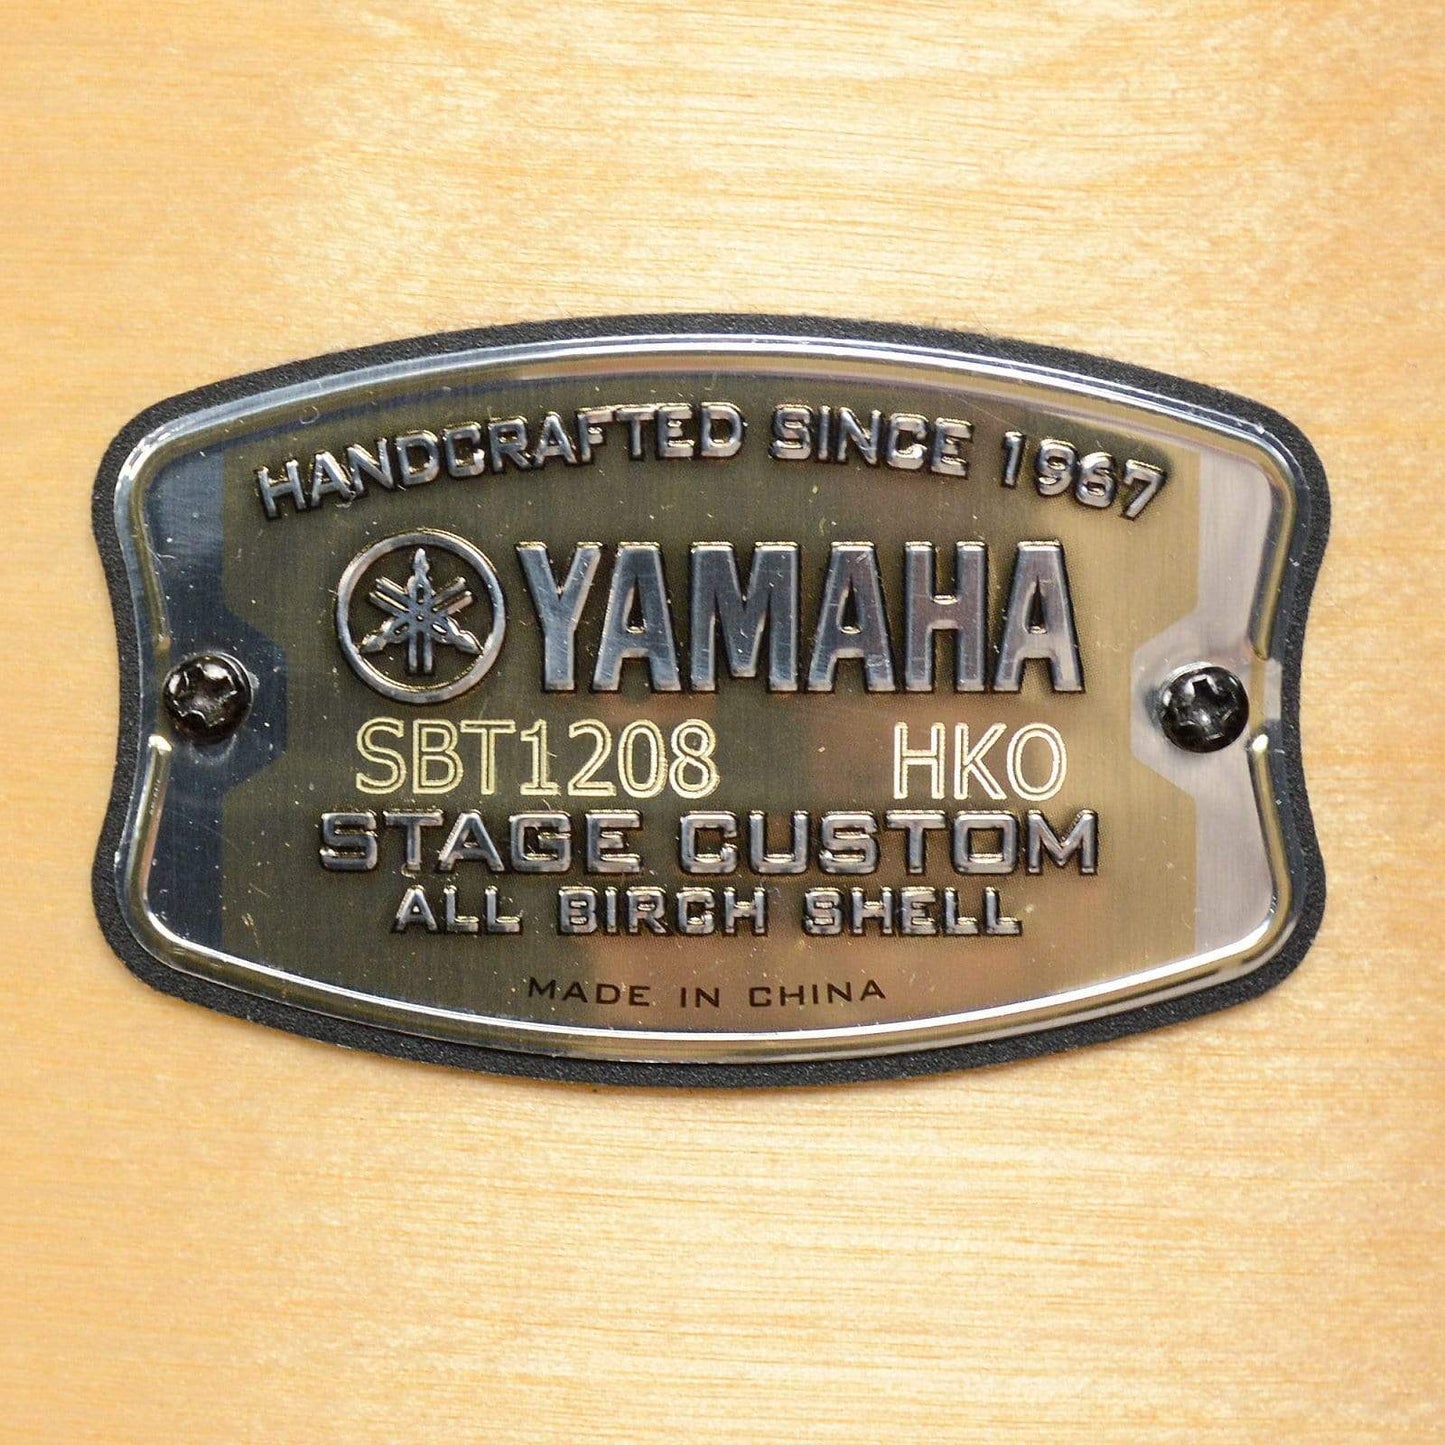 HANDCRAFTED SINCE 1967
YAMAHA
SBT1208 HKO
STAGE CUSTOM
ALL BIRCH SHELL
MADE IN CHINA